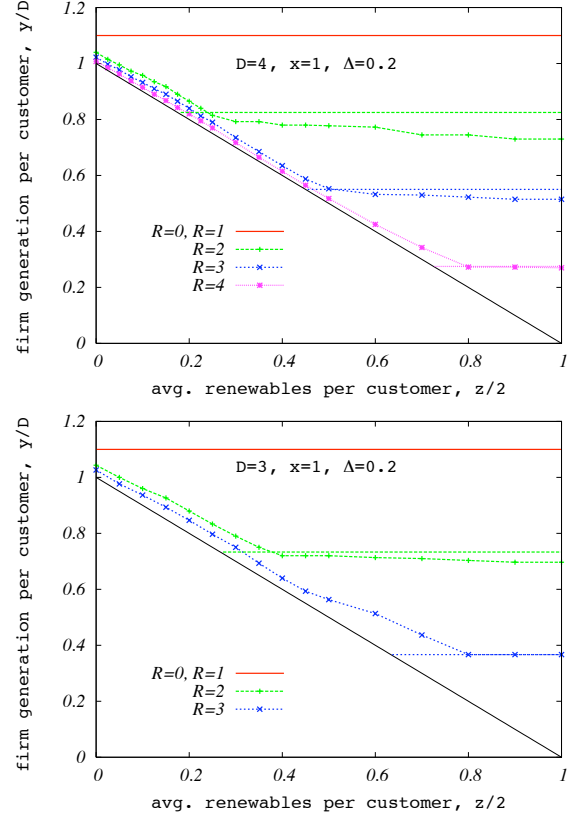 1.2
1
0.8
0.6
0.4
0.2
0
firm generation per customer, y/D
D=4, x=1, Δ=0.2
R=0, R=1
R=2
R=3
R=4
0 0.2 0.4 0.6 0.8 1
avg. renewables per customer, z/2
1.2
1
0.8
0.6
0.4
0.2
0
firm generation per customer, y/D
D=3, x=1, Δ=0.2
R=0, R=1
R=2
R=3
0 0.2 0.4 0.6 0.8 1
avg. renewables per customer, z/2